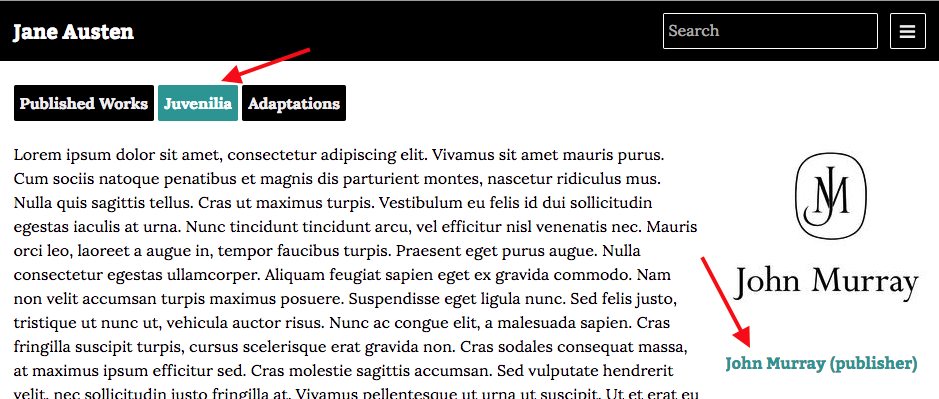 Jane Austen
Search
Published Works Juvenilia Adaptations
Lorem ipsum dolor sit amet, consectetur adipiscing elit. Vivamus sit amet mauris purus.
Cum sociis natoque penatibus et magnis dis parturient montes, nascetur ridiculus mus.
Nulla quis sagittis tellus. Cras ut maximus turpis. Vestibulum eu felis id dui sollicitudin
egestas iaculis at urna. Nunc tincidunt tincidunt arcu, vel efficitur nisl venenatis nec. Mauris
orci leo, laoreet a augue in, tempor faucibus turpis. Praesent eget purus augue. Nulla
consectetur egestas ullamcorper. Aliquam feugiat sapien eget ex gravida commodo. Nam
non velit accumsan turpis maximus posuere. Suspendisse eget ligula nunc. Sed felis justo,
tristique ut nunc ut, vehicula auctor risus. Nunc ac congue elit, a malesuada sapien. Cras
fringilla suscipit turpis, cursus scelerisque erat gravida non. Cras sodales consequat massa,
at maximus ipsum efficitur sed. Cras molestie sagittis accumsan. Sed vulputate hendrerit
velit, nec sollicitudin justo fringilla at. Vivamus pellentesque ut urna ut suscipit. Ut et erat eu
JM
John Murray
John Murray (publisher)